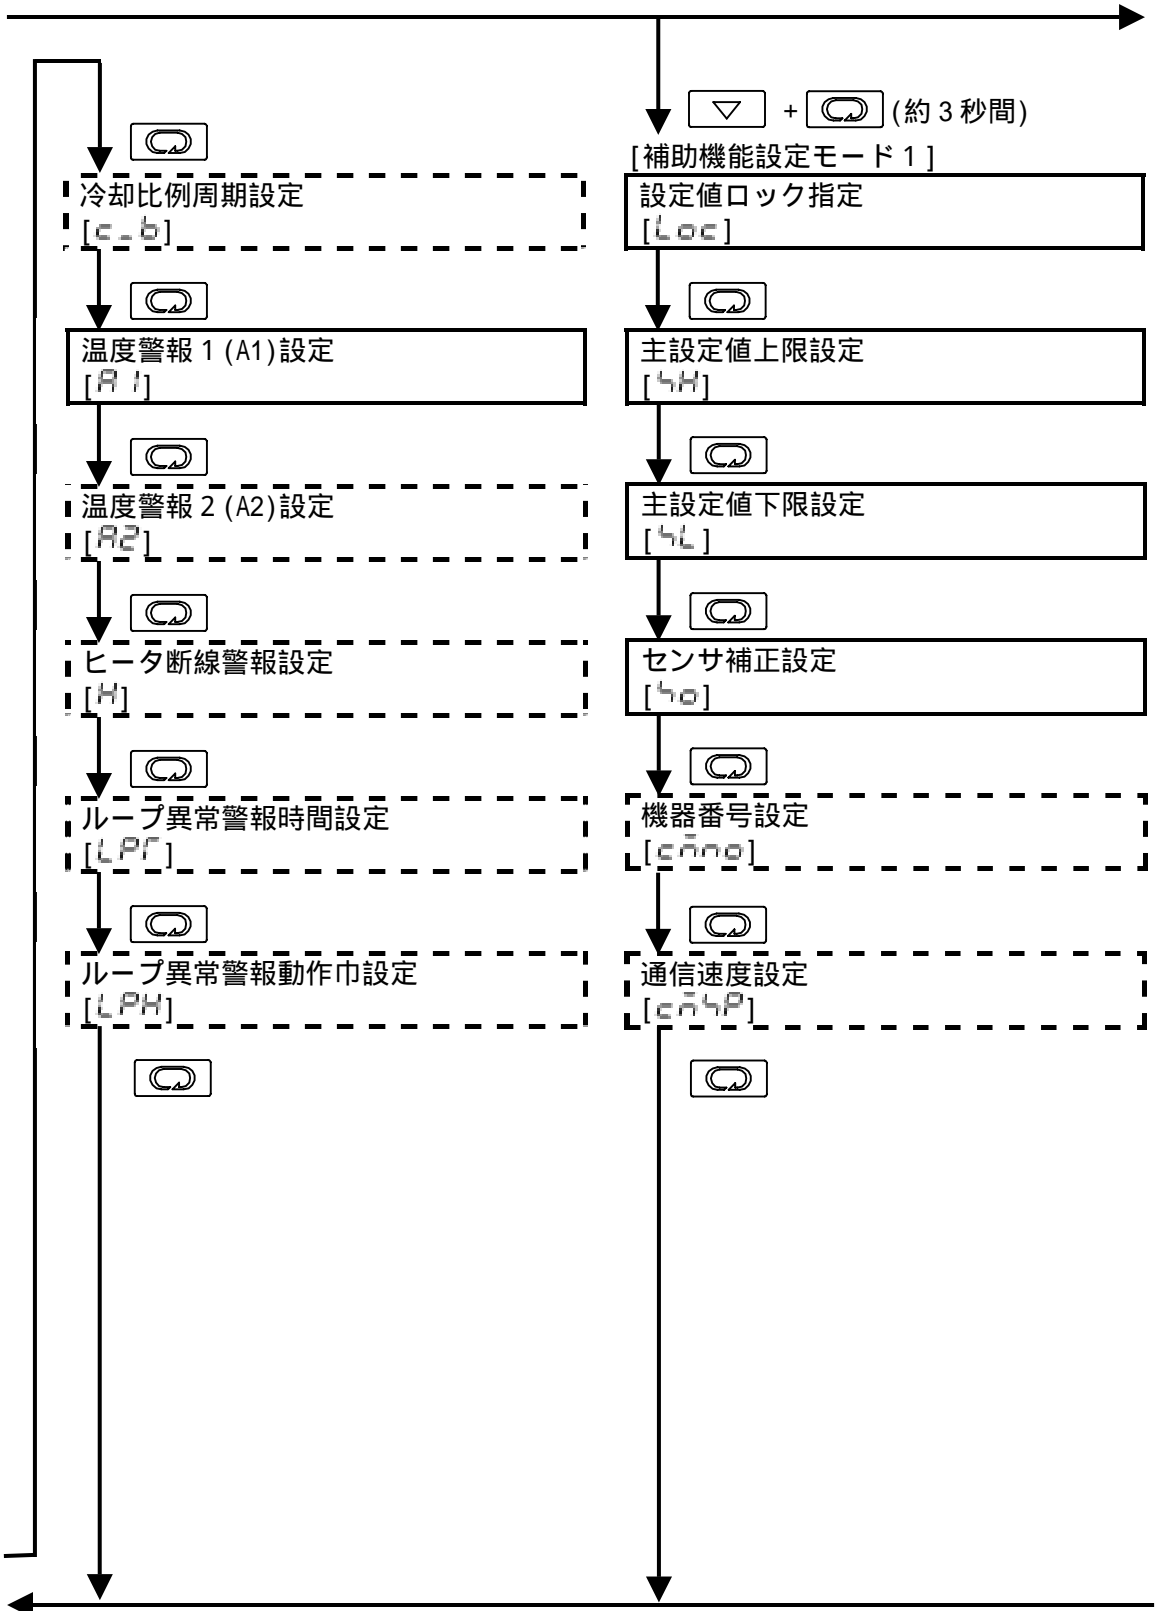 冷却比例周期設定
[c_b]
温度警報 1 (A1)設定
[A1]
温度警報 2 (A2)設定
[A2]
ヒータ断線警報設定
[H]
ループ異常警報時間設定
[LPT]
ループ異常警報動作巾設定
[LPH]
+ (約 3 秒間)
[補助機能設定モード 1 ]
設定値ロック指定
[Loc]
主設定値上限設定
[SH]
主設定値下限設定
[SL]
センサ補正設定
[So]
機器番号設定
[cmno]
通信速度設定
[cmSP]